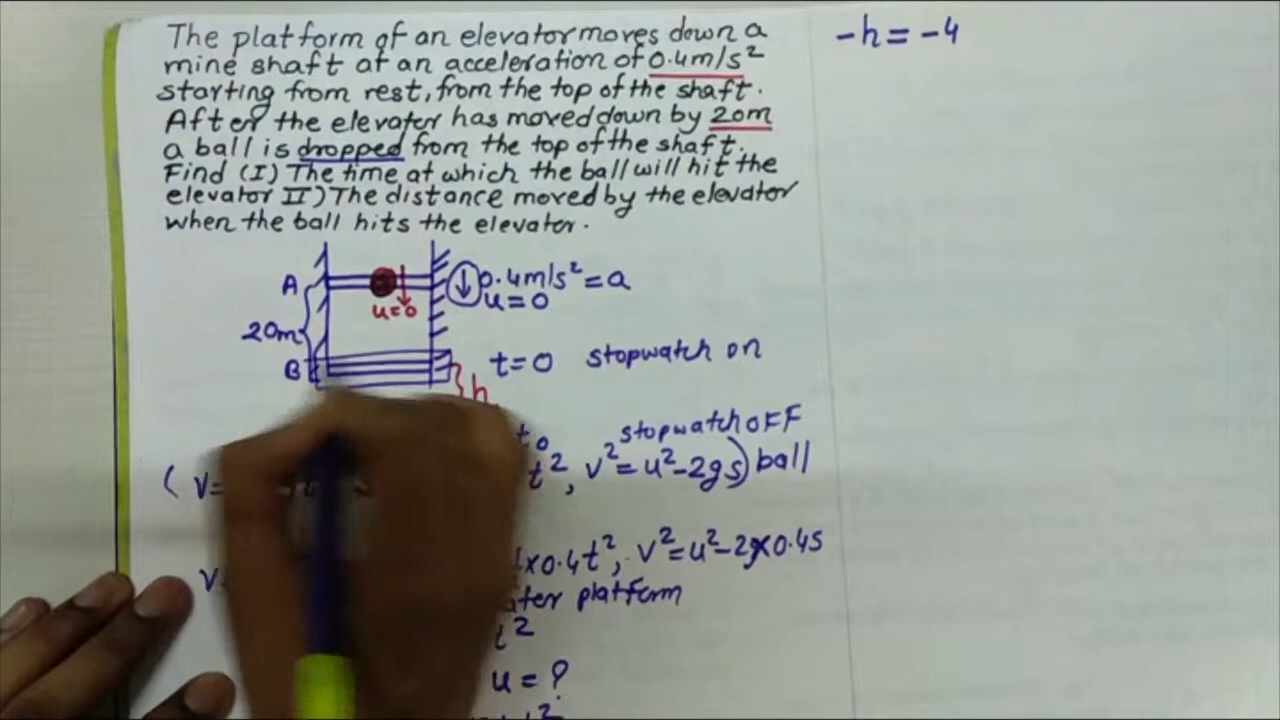 The platform of an elevator moves down a
mine shaft at an acceleration of 0.4m/s²
starting from rest, from the top of the shaft.
After the elevater has moved down by 20m
a ball is dropped from the top of the shaft.
Find (I) The time at which the ball will hit the
elevator II) The distance moved by the elevator
when the ball hits the elevater.
-h = -4
A
u=0
0.4m/s² = a
u=0
20m
B
t=0 stopwatch on
h
t₀
stopwatch OFF
( v=
t², v²=u²-2gs) ball
v
x0.4t², v²=u²-2x0.4s
ater platform
t²
u = ?